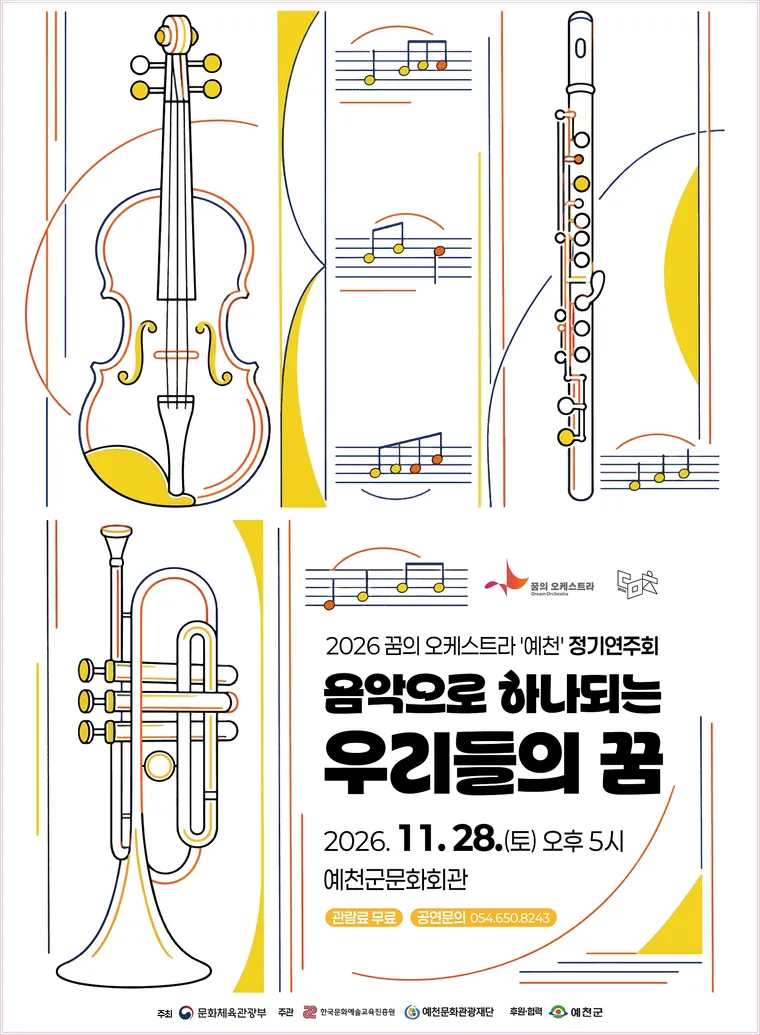 꿈의 오케스트라
Dream Orchestra
2026 꿈의 오케스트라 '예천' 정기연주회
음악으로 하나되는
우리들의 꿈
2026. 11. 28.(토) 오후 5시
예천군문화회관
관람료 무료 공연문의 054.650.8243
주최 문화체육관광부 주관 한국문화예술교육진흥원 예천문화관광재단 후원·협력 예천군